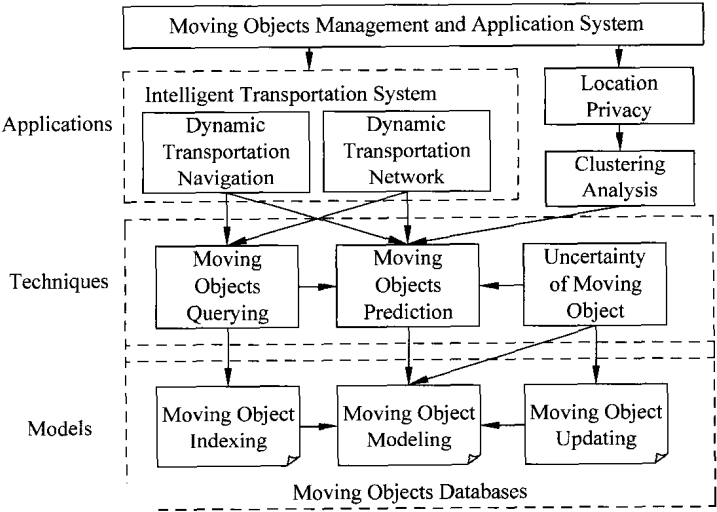 Moving Objects Management and Application System
Applications
Intelligent Transportation System
Dynamic
Transportation
Navigation
Dynamic
Transportation
Network
Location
Privacy
Clustering
Analysis
Techniques
Moving
Objects
Querying
Moving
Objects
Prediction
Uncertainty
of Moving
Object
Models
Moving Object
Indexing
Moving Object
Modeling
Moving Object
Updating
Moving Objects Databases